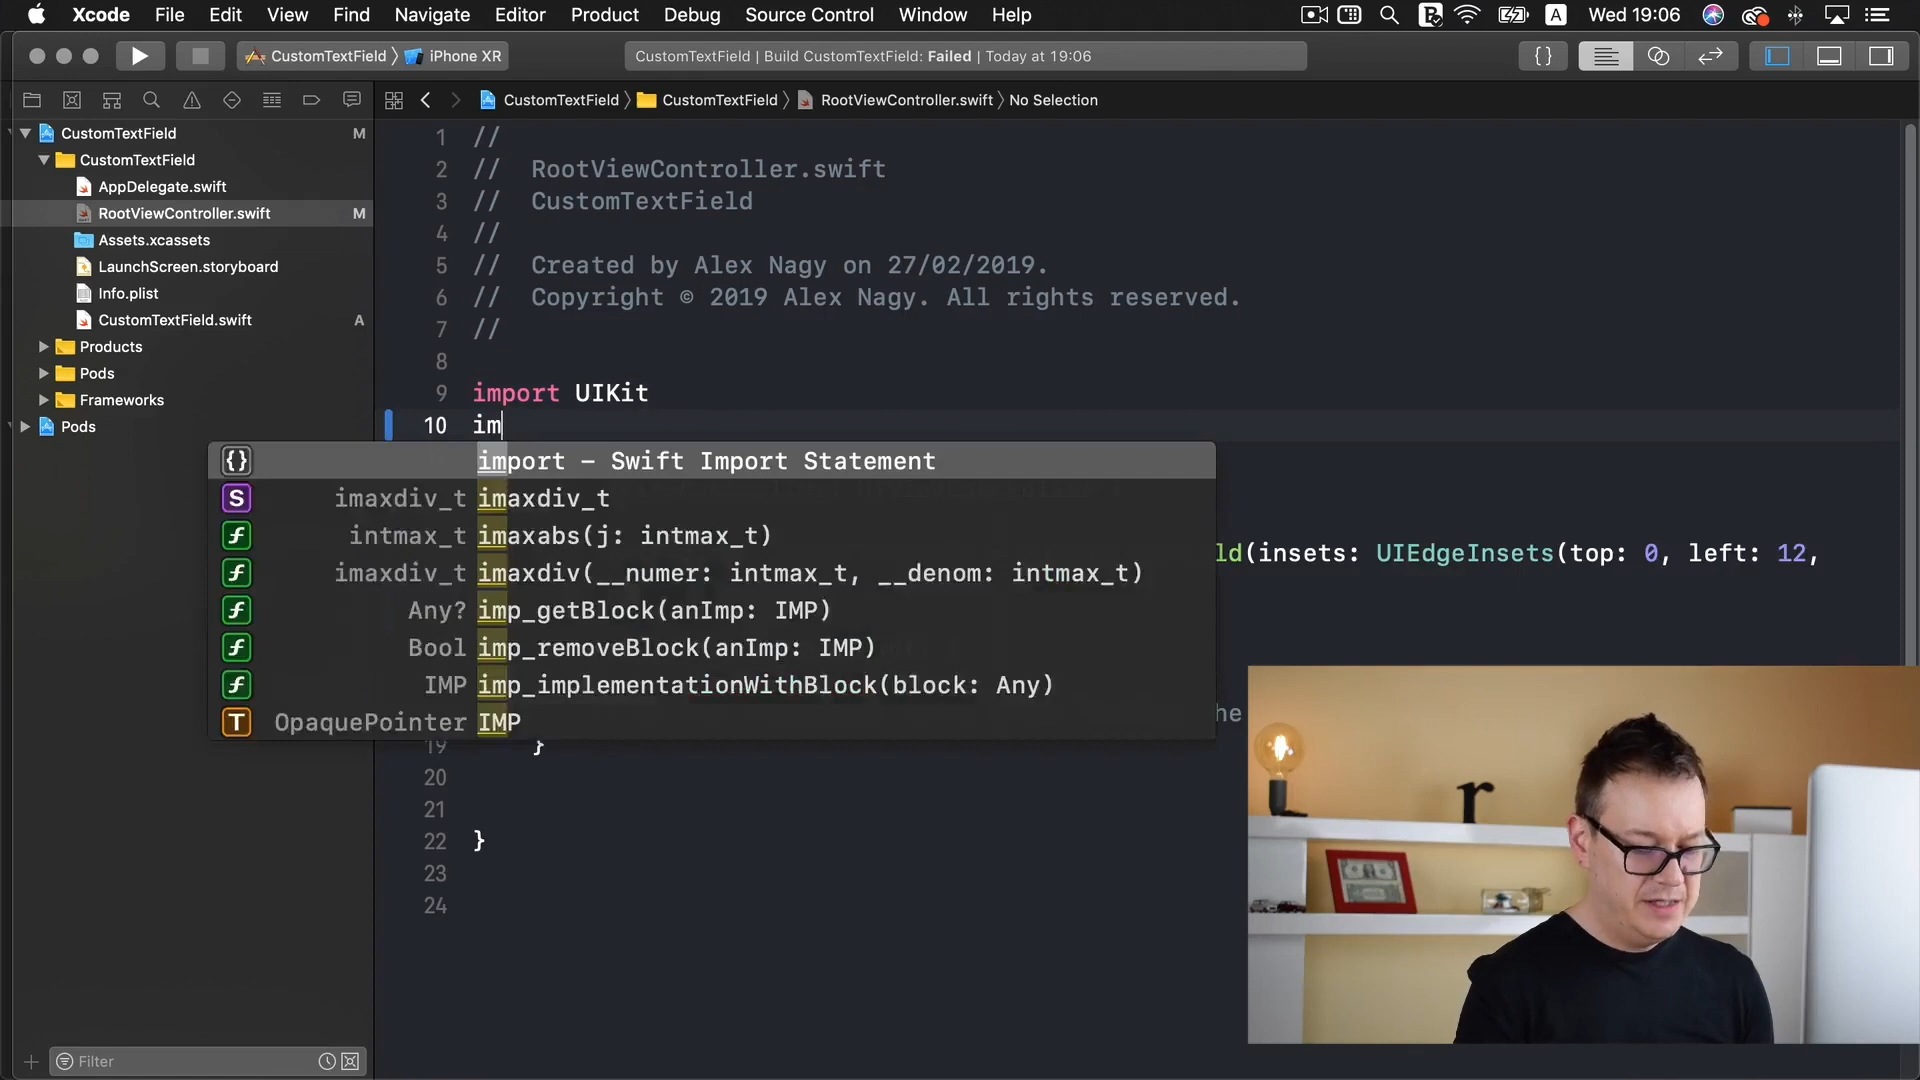 Xcode File Edit View Find Navigate Editor Product Debug Source Control Window Help A Wed 19:06
CustomTextField iPhone XR CustomTextField | Build CustomTextField: Failed | Today at 19:06 {}
CustomTextField CustomTextField RootViewController.swift No Selection
CustomTextField M
CustomTextField
AppDelegate.swift
RootViewController.swift M
Assets.xcassets
LaunchScreen.storyboard
Info.plist
CustomTextField.swift A
Products
Pods
Frameworks
Pods
Filter
1 //
2 // RootViewController.swift
3 // CustomTextField
4 //
5 // Created by Alex Nagy on 27/02/2019.
6 // Copyright © 2019 Alex Nagy. All rights reserved.
7 //
8
9 import UIKit
10 im
{} import – Swift Import Statement
S imaxdiv_t imaxdiv_t
f intmax_t imaxabs(j: intmax_t)
ld(insets: UIEdgeInsets(top: 0, left: 12,
f imaxdiv_t imaxdiv(__numer: intmax_t, __denom: intmax_t)
f Any? imp_getBlock(anImp: IMP)
f Bool imp_removeBlock(anImp: IMP)
f IMP imp_implementationWithBlock(block: Any)
he
T OpaquePointer IMP
19 }
20
21
22 }
23
24
r